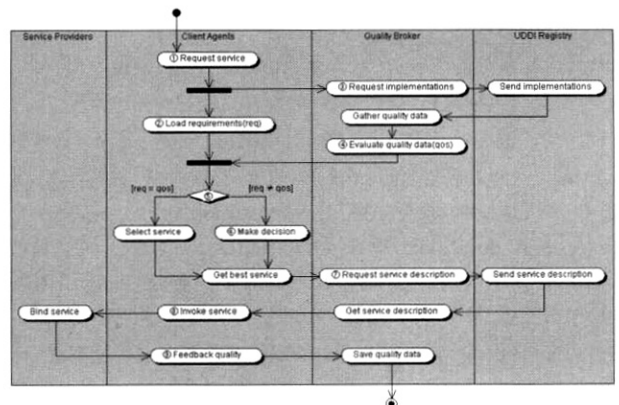 Service Providers Client Agents Quality Broker UDDI Registry
① Request service
③ Request implementations Send implementations
② Load requirements(req) Gather quality data
④ Evaluate quality data(qos)
[req = qos] [req ≠ qos]
⑤
Select service ⑥ Make decision
Get best service ⑦ Request service description Send service description
Bind service ⑧ Invoke service Get service description
⑨ Feedback quality Save quality data